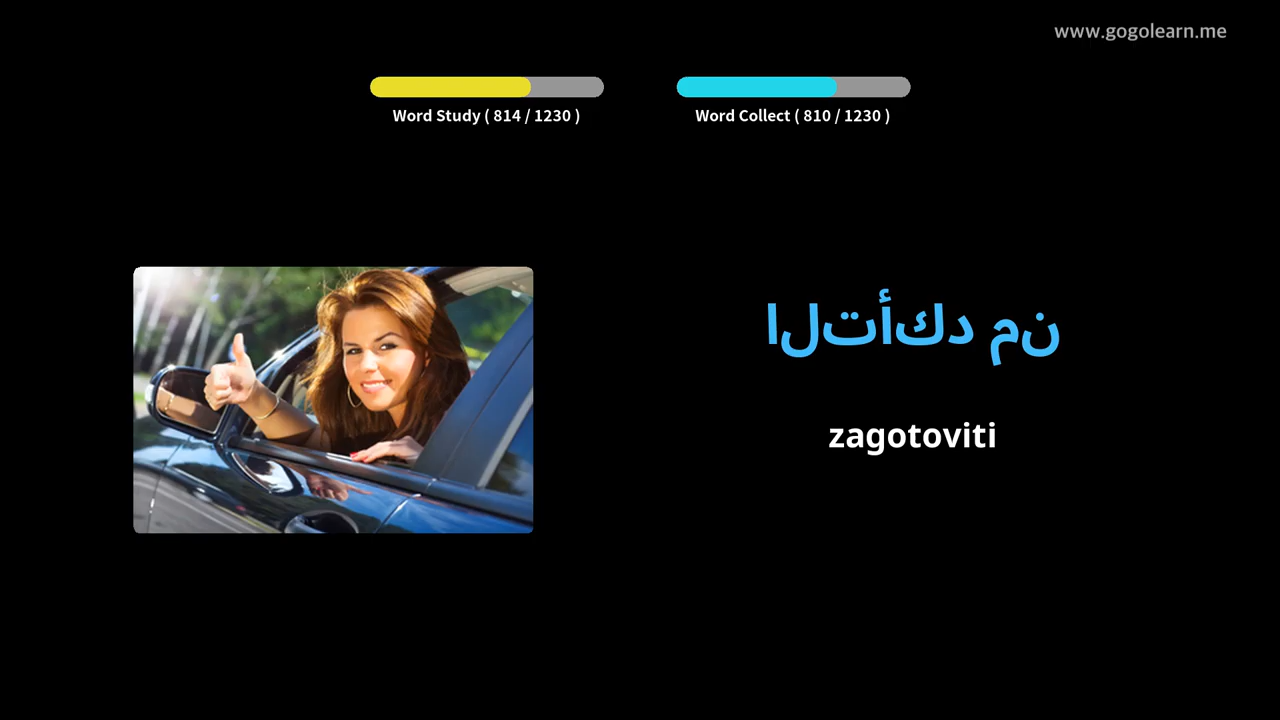 www.gogolearn.me
Word Study ( 814 / 1230 )
Word Collect ( 810 / 1230 )
التأكد من
zagotoviti